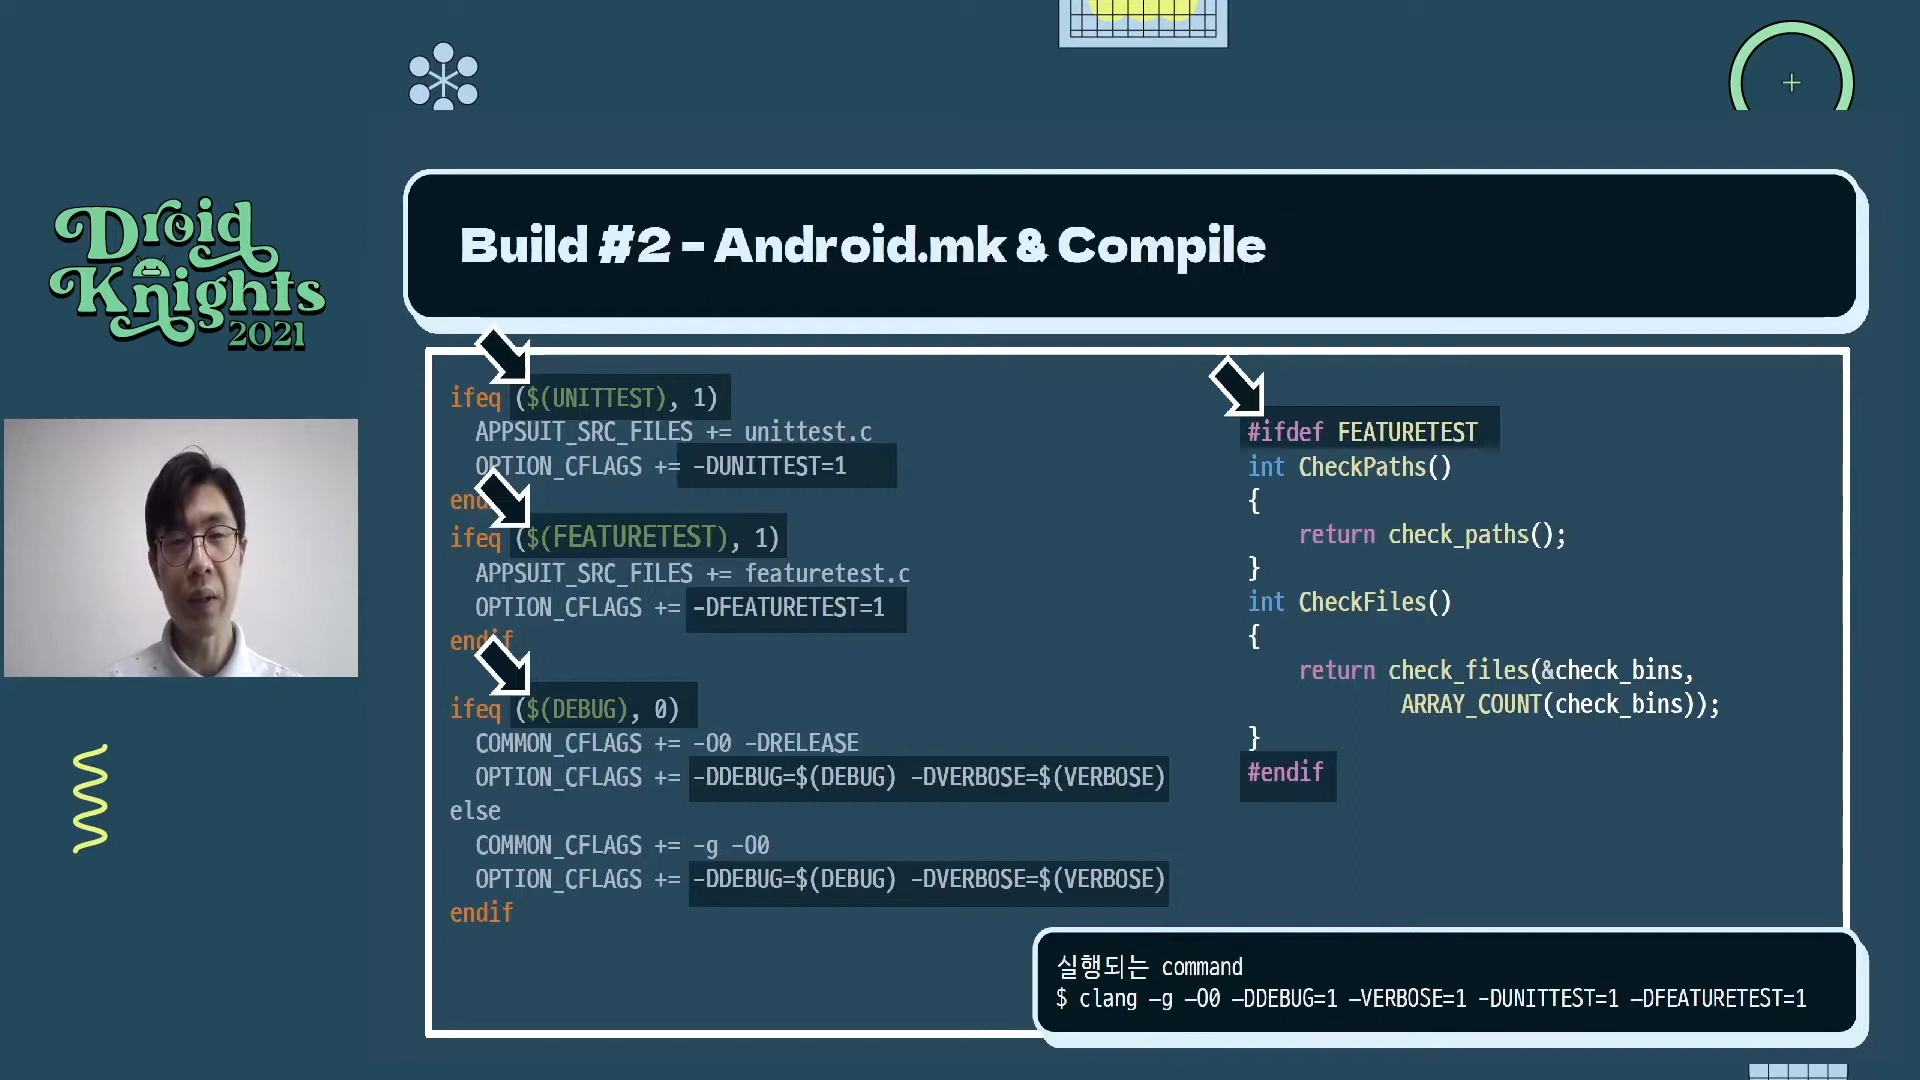 Droid
Knights
2021
Build #2 – Android.mk & Compile
ifeq ($(UNITTEST), 1)
APPSUIT_SRC_FILES += unittest.c
OPTION_CFLAGS += -DUNITTEST=1
end
ifeq ($(FEATURETEST), 1)
APPSUIT_SRC_FILES += featuretest.c
OPTION_CFLAGS += -DFEATURETEST=1
endif
ifeq ($(DEBUG), 0)
COMMON_CFLAGS += -O0 -DRELEASE
OPTION_CFLAGS += -DDEBUG=$(DEBUG) -DVERBOSE=$(VERBOSE)
else
COMMON_CFLAGS += -g -O0
OPTION_CFLAGS += -DDEBUG=$(DEBUG) -DVERBOSE=$(VERBOSE)
endif
#ifdef FEATURETEST
int CheckPaths()
{
return check_paths();
}
int CheckFiles()
{
return check_files(&check_bins,
ARRAY_COUNT(check_bins));
}
#endif
실행되는 command
$ clang –g –O0 –DDEBUG=1 –VERBOSE=1 -DUNITTEST=1 –DFEATURETEST=1